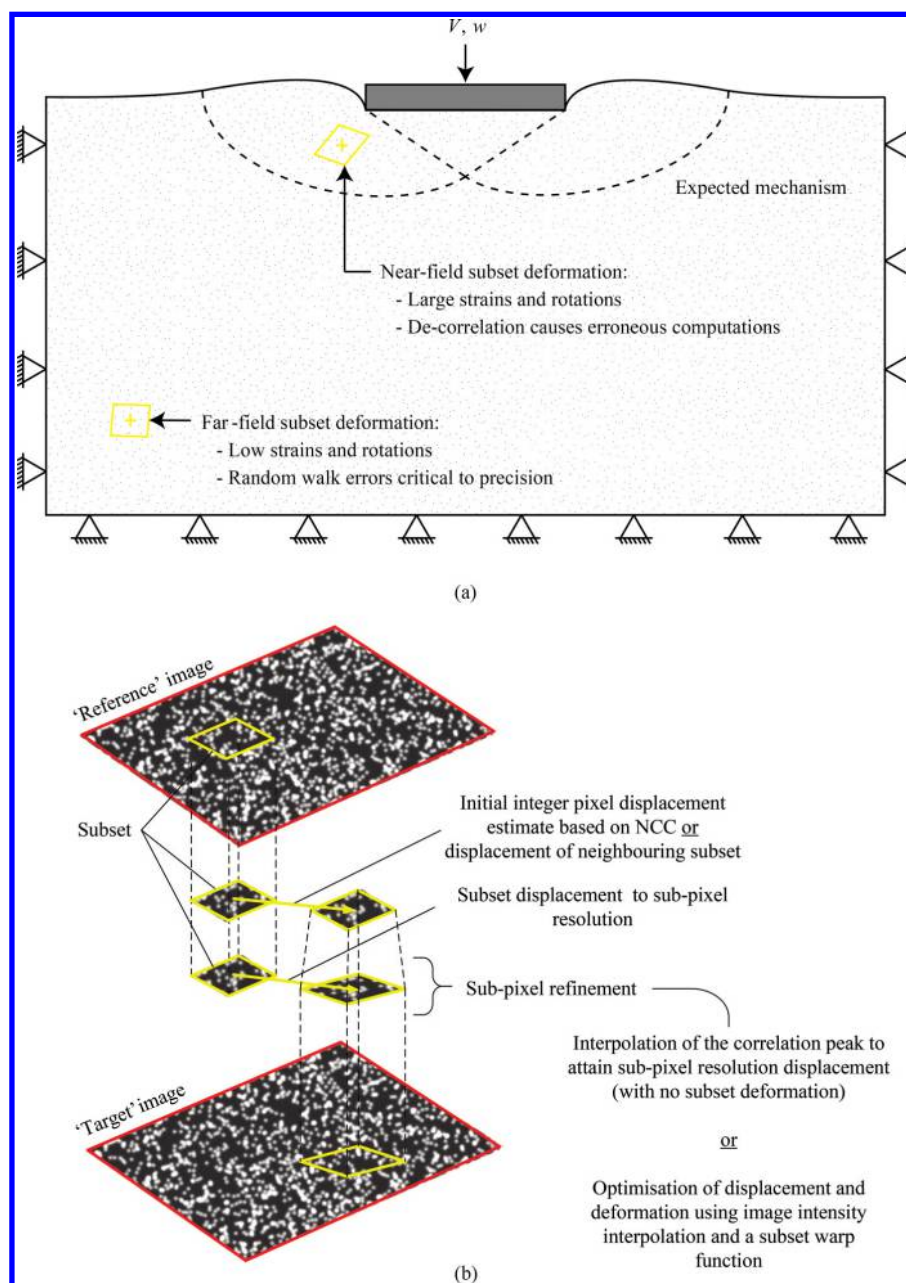 V, w
Expected mechanism
Near-field subset deformation:
- Large strains and rotations
- De-correlation causes erroneous computations
Far-field subset deformation:
- Low strains and rotations
- Random walk errors critical to precision
(a)
'Reference' image
Subset
Initial integer pixel displacement
estimate based on NCC or
displacement of neighbouring subset
Subset displacement to sub-pixel
resolution
Sub-pixel refinement
Interpolation of the correlation peak to
attain sub-pixel resolution displacement
(with no subset deformation)
or
'Target' image
Optimisation of displacement and
deformation using image intensity
interpolation and a subset warp
function
(b)